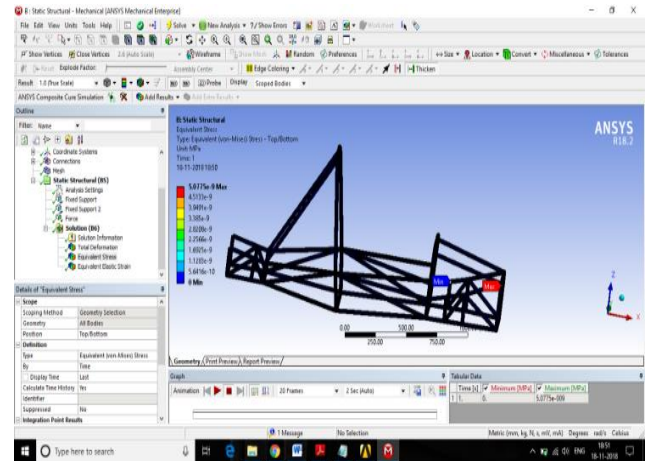 B: Static Structural - Mechanical [ANSYS Mechanical Enterprise]
File Edit View Units Tools Help
Solve New Analysis ?/ Show Errors
Show Vertices Close Vertices 2.8 (Auto Scale) Wireframe Show Mesh Random Preferences Size Location Convert Miscellaneous Tolerances
Explode Factor: Assembly Center Edge Coloring Thicken
Result 1.0 (True Scale) Probe Display Scoped Bodies
ANSYS Composite Cure Simulation Add Results
Outline
Filter: Name
Coordinate Systems
Connections
Mesh
Static Structural (B5)
Analysis Settings
Fixed Support
Fixed Support 2
Force
Solution (B6)
Solution Information
Total Deformation
Equivalent Stress
Equivalent Elastic Strain
B: Static Structural
Equivalent Stress
Type: Equivalent (von-Mises) Stress - Top/Bottom
Unit: MPa
Time: 1
18-11-2018 18:50
5.0775e-9 Max
4.5133e-9
3.9491e-9
3.385e-9
2.8208e-9
2.2566e-9
1.6925e-9
1.1283e-9
5.6416e-10
0 Min
ANSYS
R18.2
Min
Max
0.00
500.00
250.00
750.00
Z
X
Details of "Equivalent Stress"
Scope
Scoping Method Geometry Selection
Geometry All Bodies
Position Top/Bottom
Definition
Type Equivalent (von-Mises) Stress
By Time
Display Time Last
Calculate Time History Yes
Identifier
Suppressed No
Integration Point Results
Geometry Print Preview Report Preview
Graph
Animation 20 Frames 2 Sec (Auto)
Tabular Data
Time [s] Minimum [MPa] Maximum [MPa]
1 1. 0. 5.0775e-009
1 Message No Selection Metric (mm, kg, N, s, mV, mA) Degrees rad/s Celsius
Type here to search
ENG
18:51
18-11-2018